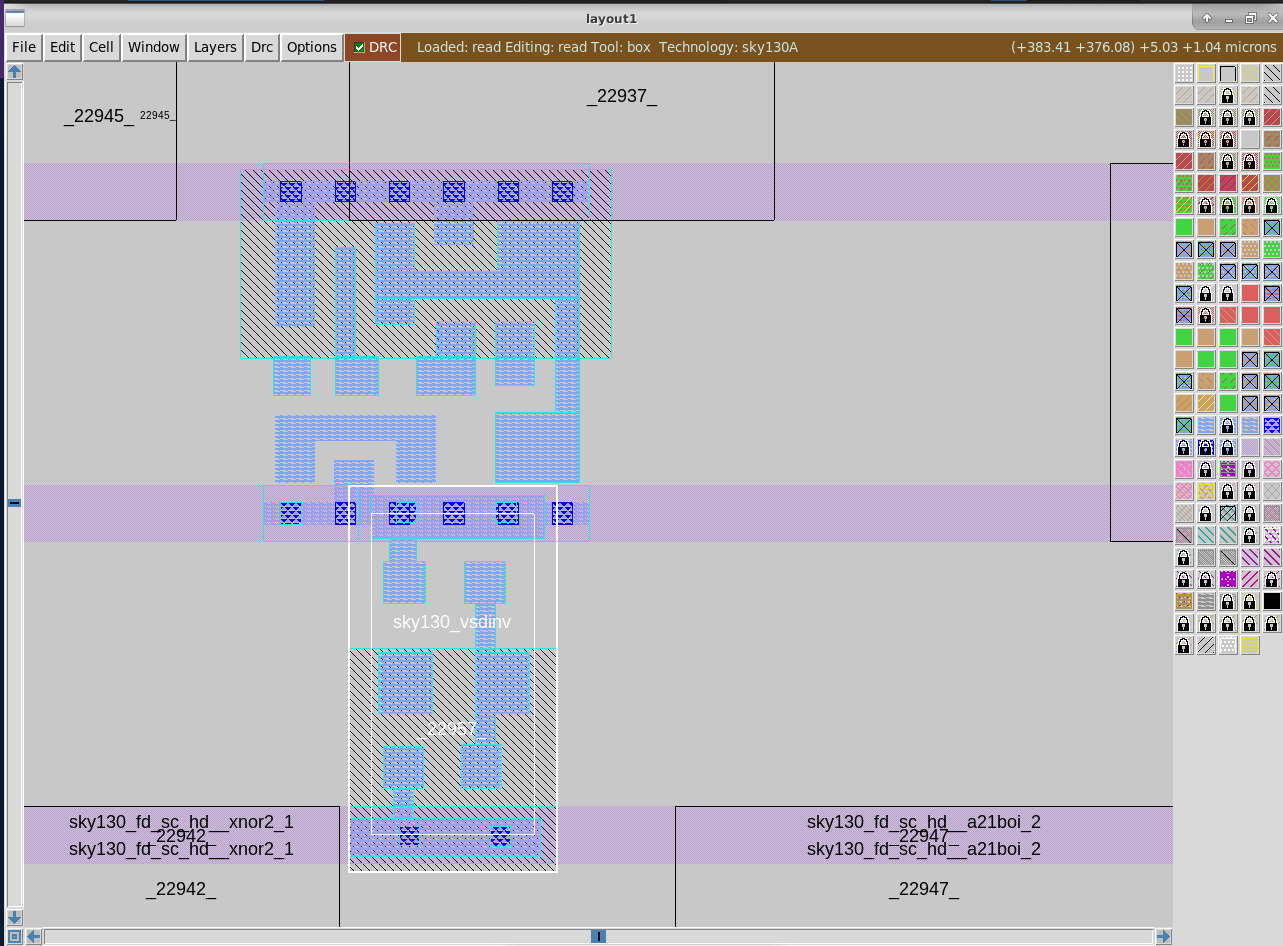 layout1
File Edit Cell Window Layers Drc Options DRC Loaded: read Editing: read Tool: box Technology: sky130A (+383.41 +376.08) +5.03 +1.04 microns
_22937_
_22945_ 22945_
sky130_vsdinv
_22957_
sky130_fd_sc_hd__xnor2_1
_22942_
sky130_fd_sc_hd__xnor2_1
_22942_
sky130_fd_sc_hd__a21boi_2
_22947_
sky130_fd_sc_hd__a21boi_2
_22947_